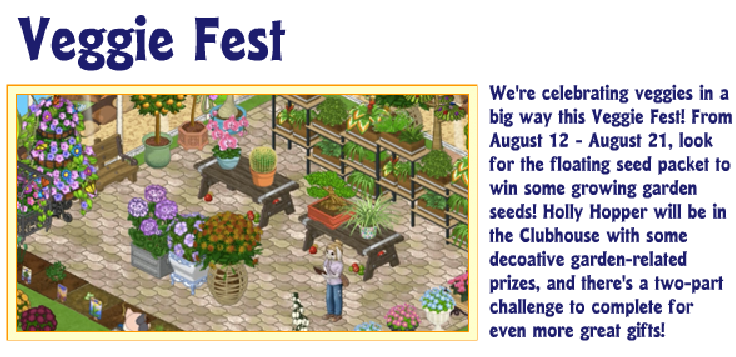 Veggie Fest
We're celebrating veggies in a
big way this Veggie Fest! From
August 12 - August 21, look
for the floating seed packet to
win some growing garden
seeds! Holly Hopper will be in
the Clubhouse with some
decoative garden-related
prizes, and there's a two-part
challenge to complete for
even more great gifts!